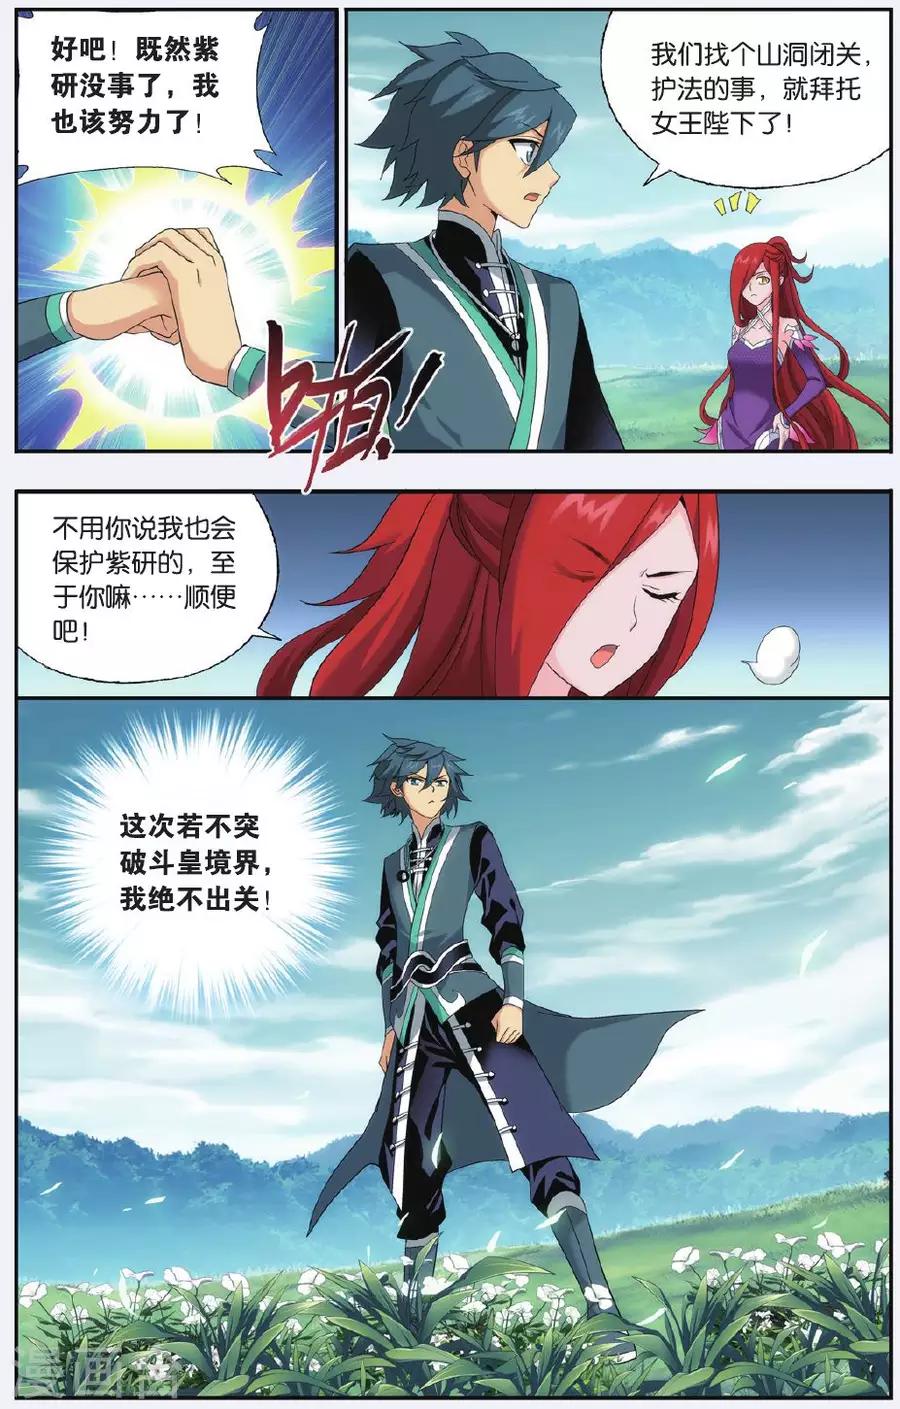 好吧！既然紫
研没事了，我
也该努力了！
我们找个山洞闭关，
护法的事，就拜托
女王陛下了！
啪！
不用你说我也会
保护紫研的，至
于你嘛……顺便
吧！
这次若不突
破斗皇境界，
我绝不出关！
漫画台